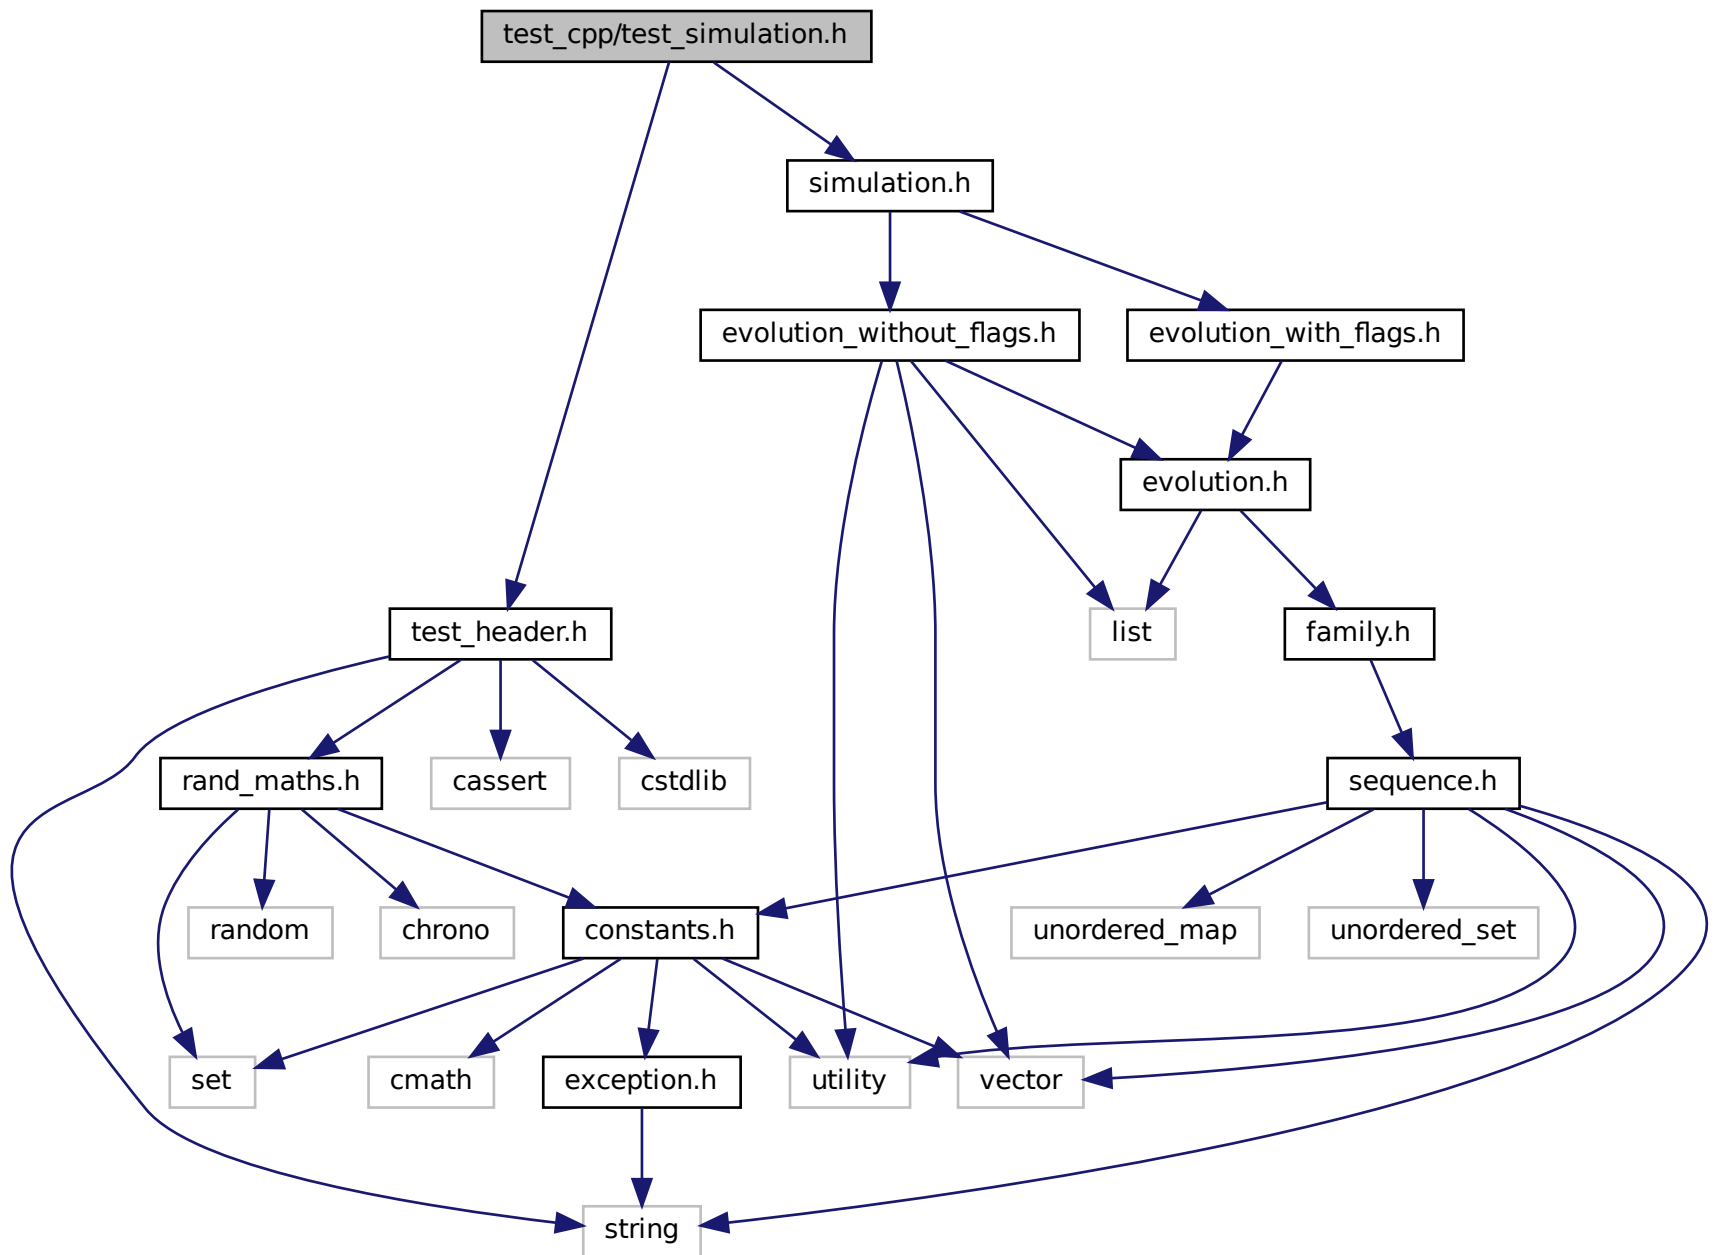 test_cpp/test_simulation.h
simulation.h
evolution_without_flags.h
evolution_with_flags.h
evolution.h
test_header.h
list
family.h
rand_maths.h
cassert
cstdlib
sequence.h
random
chrono
constants.h
unordered_map
unordered_set
set
cmath
exception.h
utility
vector
string